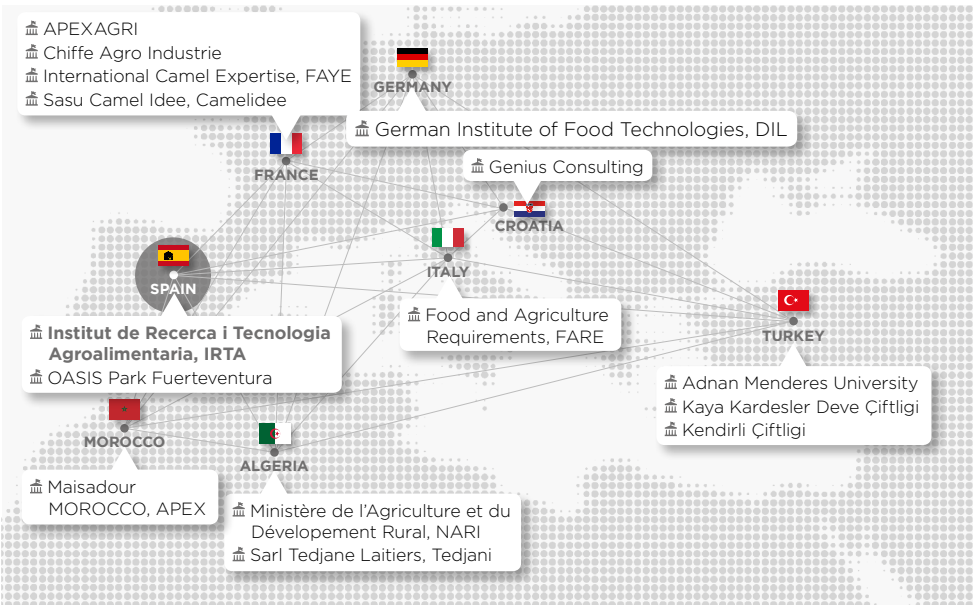 APEXAGRI
Chiffe Agro Industrie
International Camel Expertise, FAYE
Sasu Camel Idee, Camelidee
GERMANY
German Institute of Food Technologies, DIL
FRANCE
Genius Consulting
CROATIA
ITALY
Food and Agriculture
Requirements, FARE
SPAIN
Institut de Recerca i Tecnologia
Agroalimentaria, IRTA
OASIS Park Fuerteventura
TURKEY
Adnan Menderes University
Kaya Kardesler Deve Çiftligi
Kendirli Çiftligi
MOROCCO
Maisadour
MOROCCO, APEX
ALGERIA
Ministère de l’Agriculture et du
Dévelopement Rural, NARI
Sarl Tedjane Laitiers, Tedjani